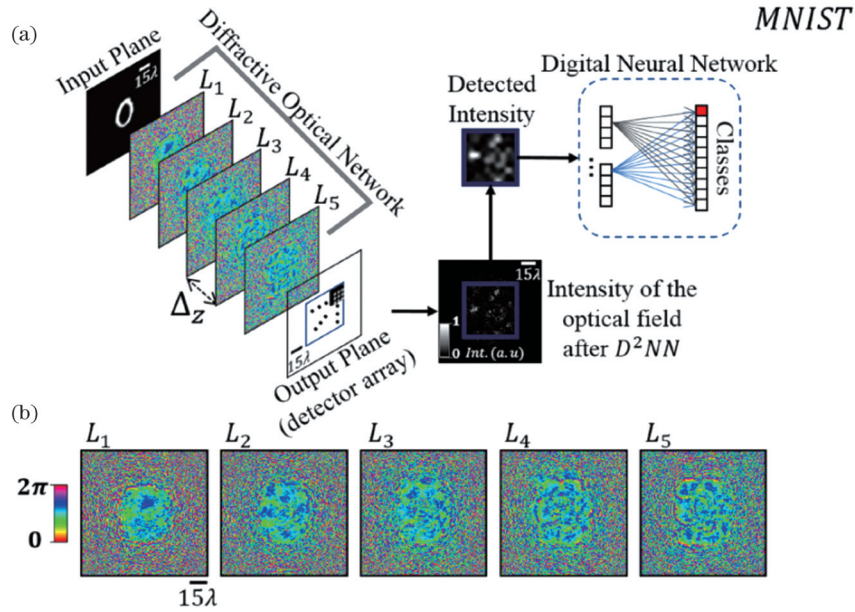 MNIST
(a)
Input Plane
15λ
Diffractive Optical Network
L1
L2
L3
L4
L5
Δz
15λ
Output Plane
(detector array)
Detected
Intensity
Digital Neural Network
Classes
15λ
1
0
Int.(a.u)
Intensity of the
optical field
after D²NN
(b)
L1
L2
L3
L4
L5
2π
0
15λ